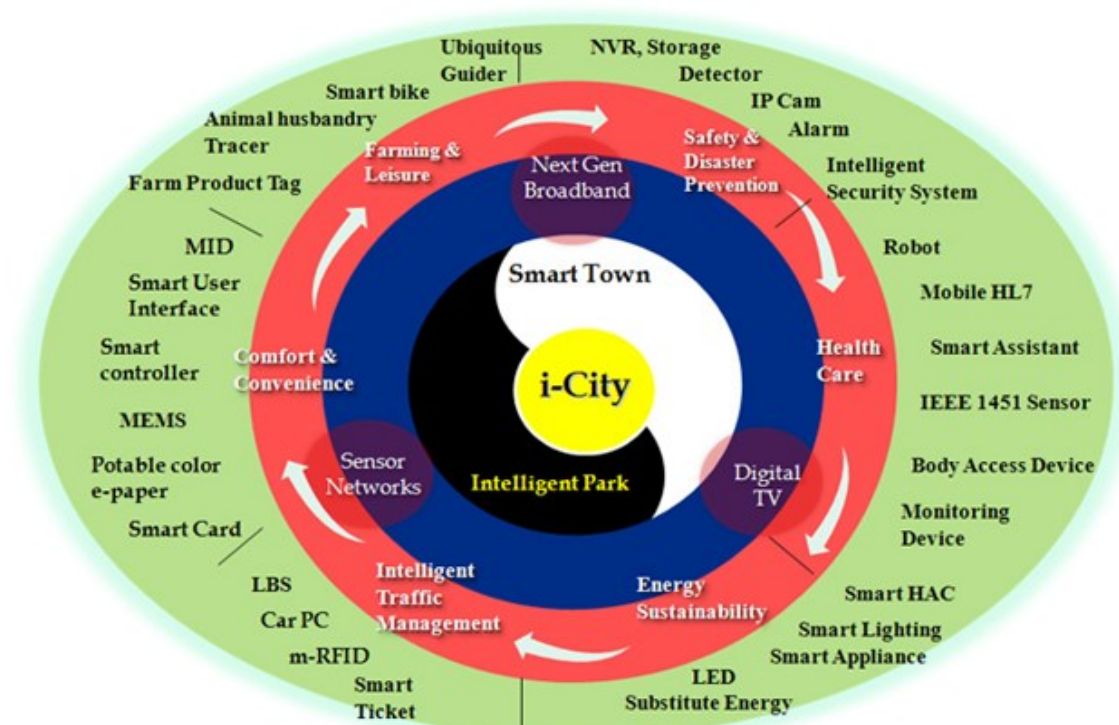 Ubiquitous
Guider
NVR, Storage
Detector
IP Cam
Alarm
Intelligent
Security System
Robot
Mobile HL7
Smart Assistant
IEEE 1451 Sensor
Body Access Device
Monitoring
Device
Smart HAC
Smart Lighting
Smart Appliance
LED
Substitute Energy
Smart
Ticket
m-RFID
Car PC
LBS
Smart Card
Potable color
e-paper
MEMS
Smart
controller
Smart User
Interface
MID
Farm Product Tag
Animal husbandry
Tracer
Smart bike
Farming &
Leisure
Safety &
Disaster
Prevention
Health
Care
Energy
Sustainability
Intelligent
Traffic
Management
Comfort &
Convenience
Next Gen
Broadband
Digital
TV
Sensor
Networks
Smart Town
i-City
Intelligent Park